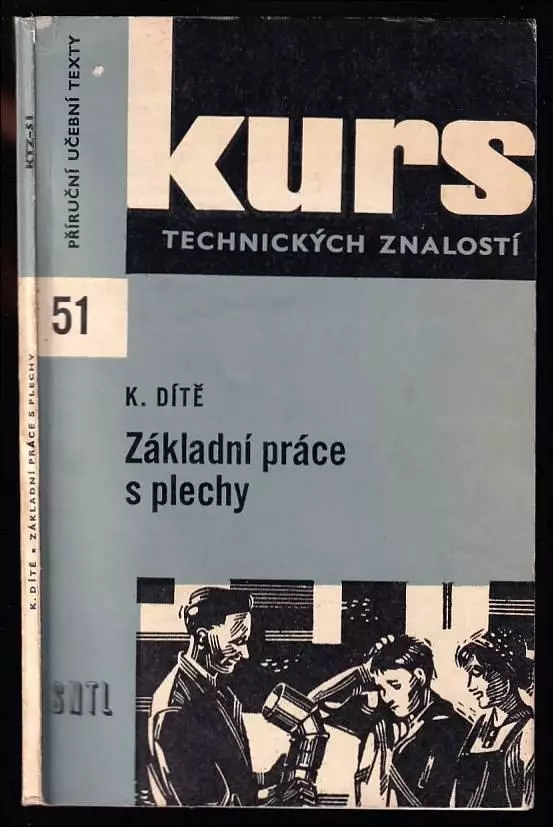 kurs
TECHNICKÝCH ZNALOSTÍ
PŘÍRUČNÍ UČEBNÍ TEXTY
51
K. DÍTĚ
Základní práce
s plechy
SNTL
KTZ-51
K. DÍTĚ • ZÁKLADNÍ PRÁCE S PLECHY